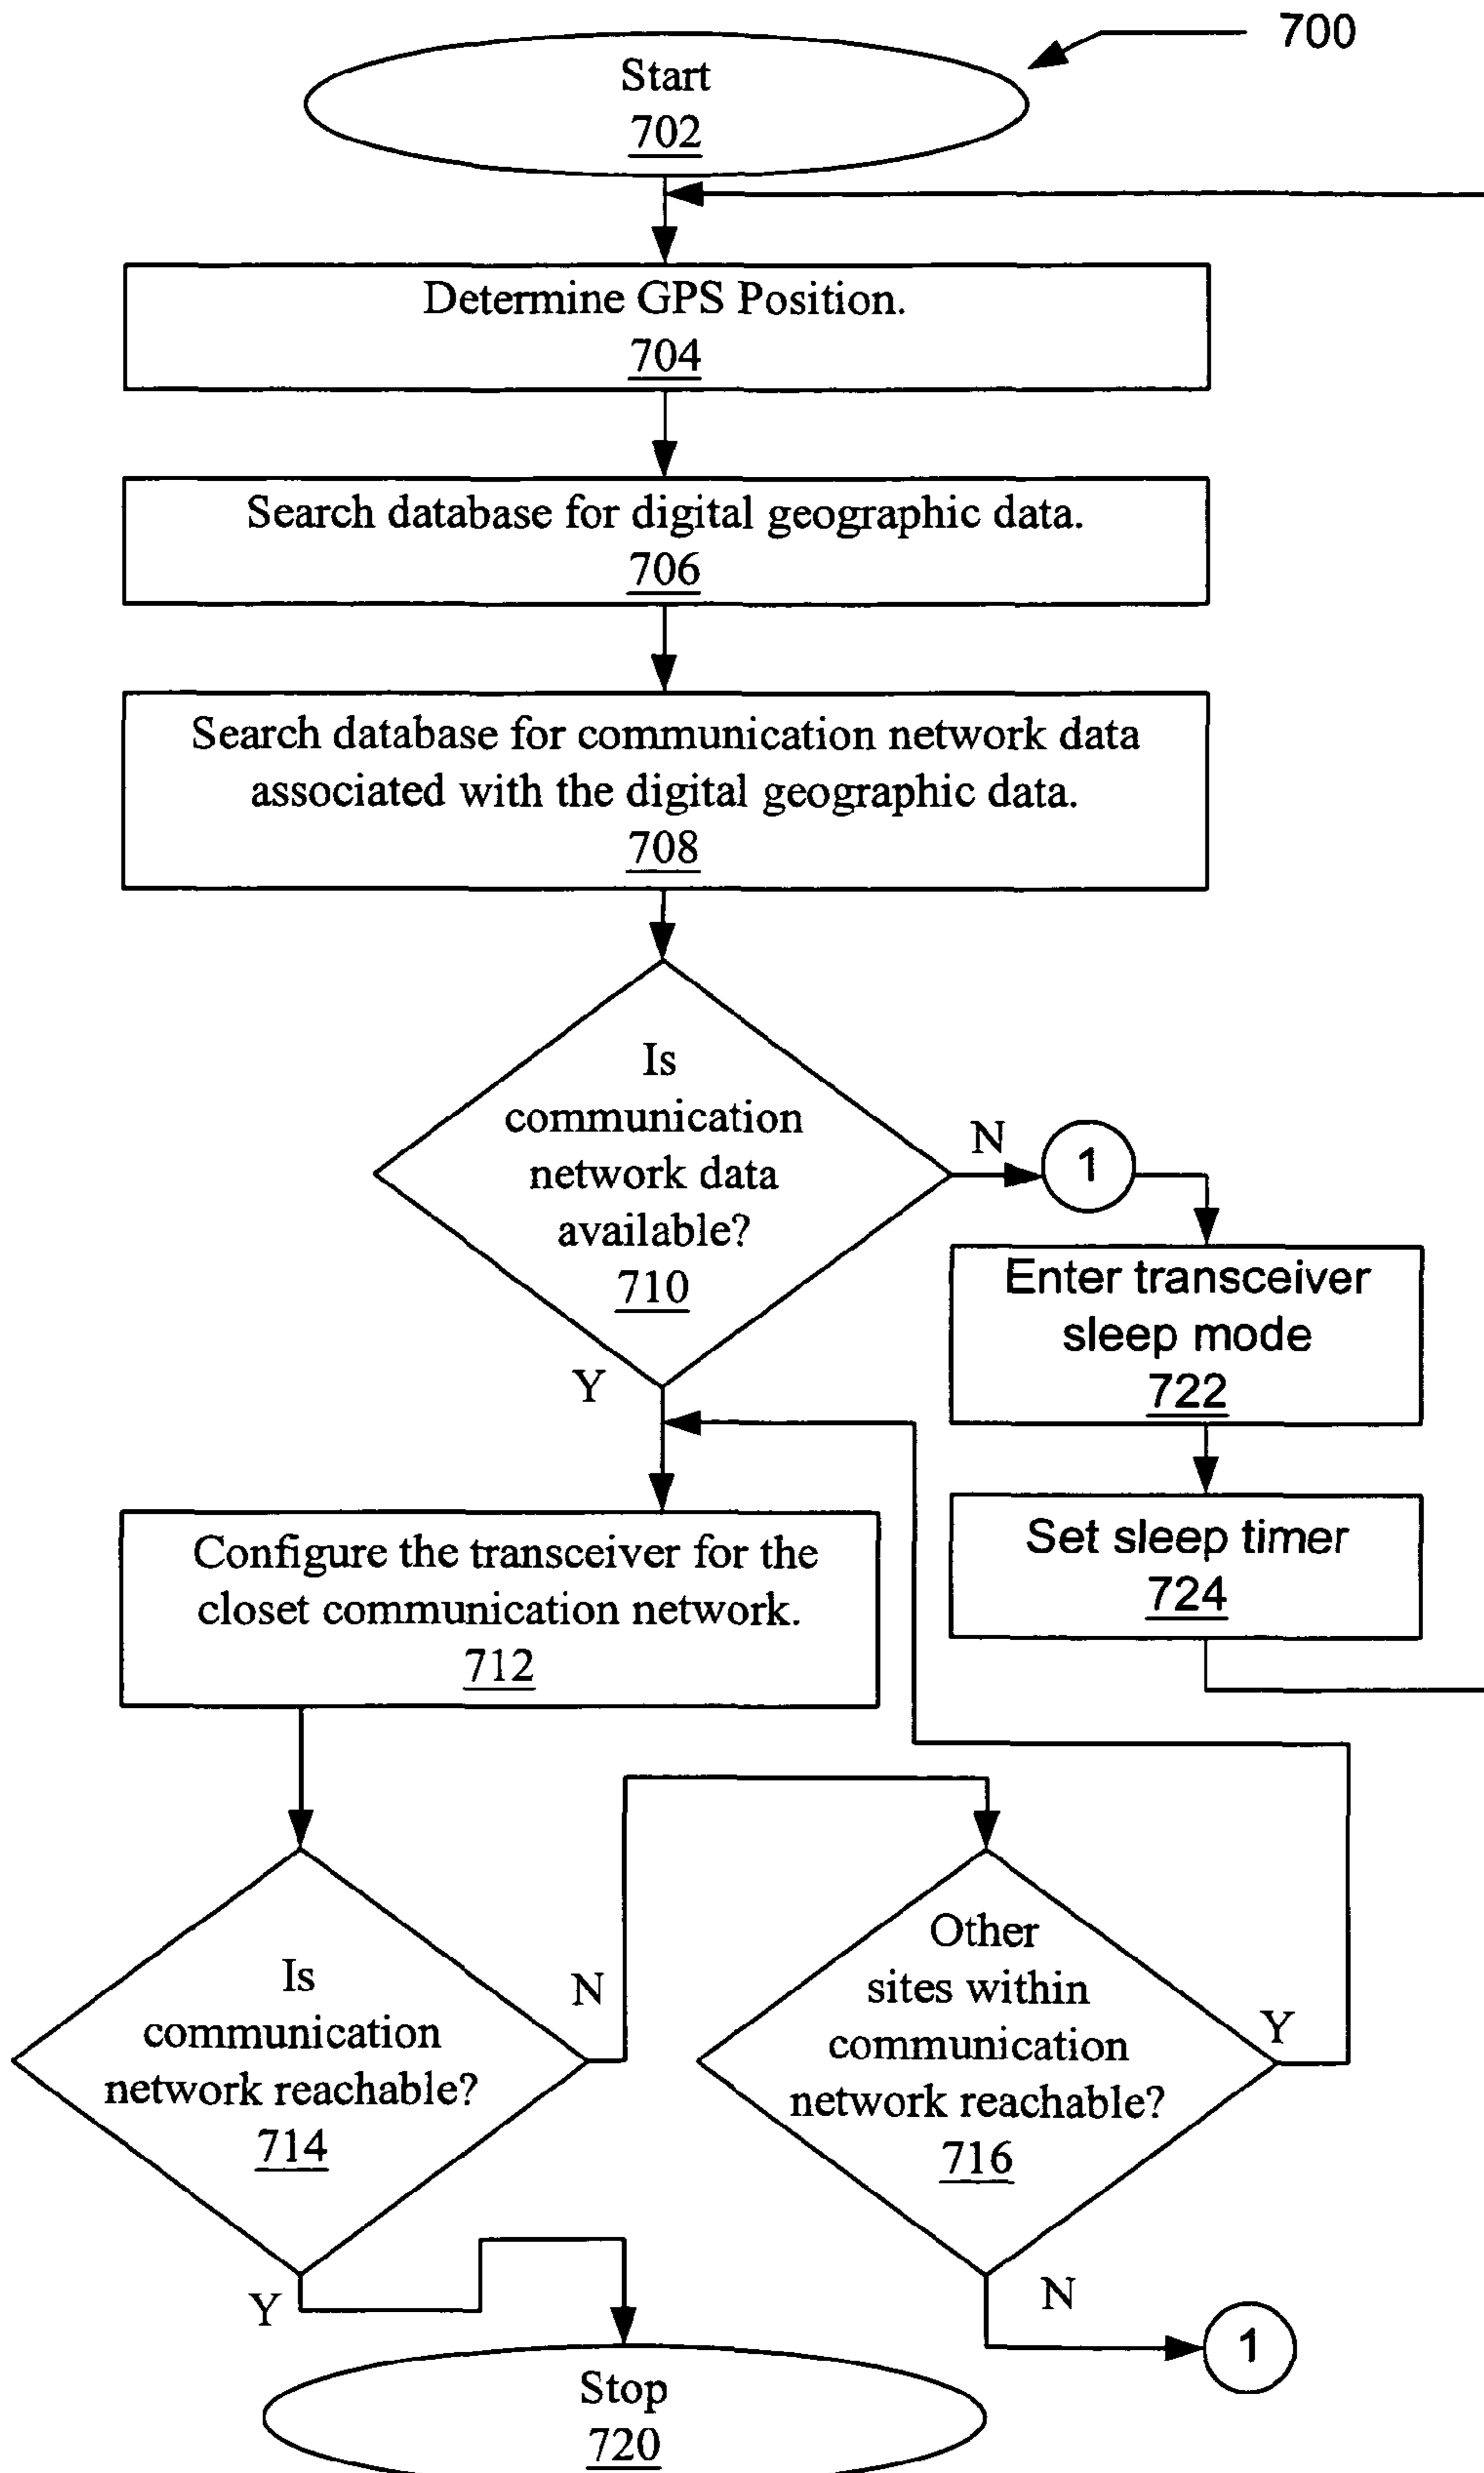 700
Start
702
Determine GPS Position.
704
Search database for digital geographic data.
706
Search database for communication network data
associated with the digital geographic data.
708
Is
communication
network data
available?
710
N
1
Enter transceiver
sleep mode
722
Set sleep timer
724
Y
Configure the transceiver for the
closet communication network.
712
Is
communication
network reachable?
714
N
Other
sites within
communication
network reachable?
716
Y
Y
N
1
Stop
720